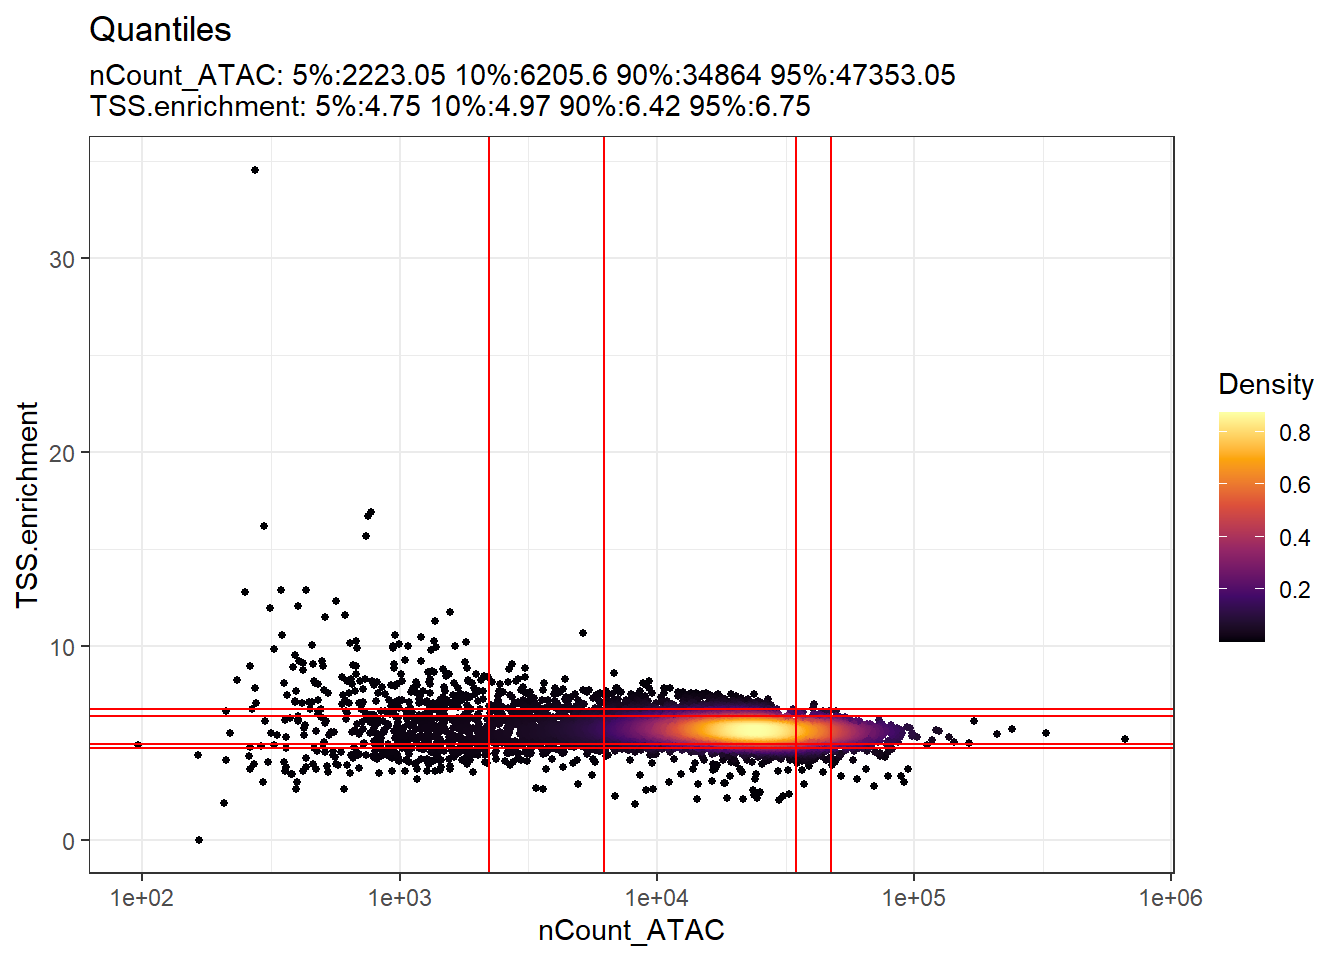 Quantiles
nCount_ATAC: 5%:2223.05 10%:6205.6 90%:34864 95%:47353.05
TSS.enrichment: 5%:4.75 10%:4.97 90%:6.42 95%:6.75
30
20
10
0
TSS.enrichment
1e+02 1e+03 1e+04 1e+05 1e+06
nCount_ATAC
Density
0.8
0.6
0.4
0.2